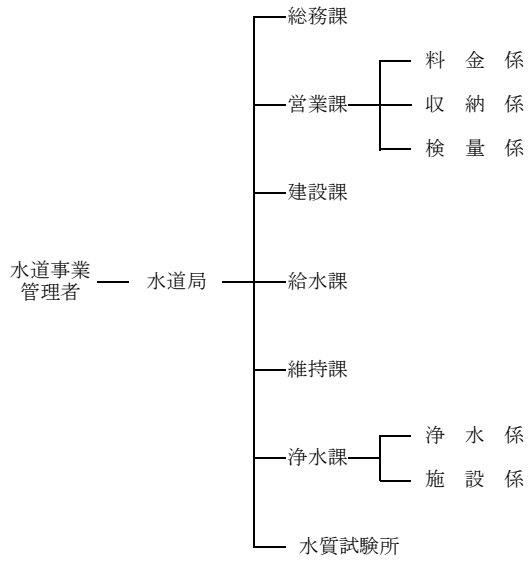 総務課
営業課
料金係
収納係
検量係
建設課
水道事業
管理者
水道局
給水課
維持課
浄水課
浄水係
施設係
水質試験所